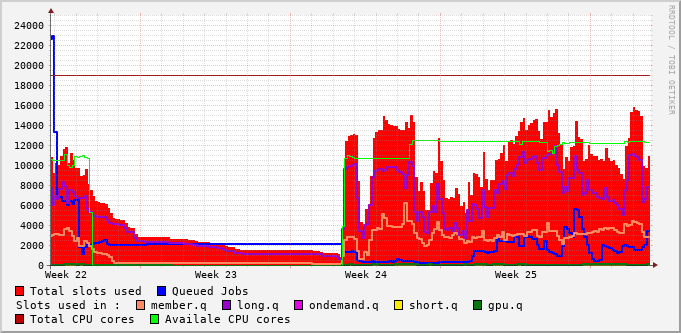 24000
22000
20000
18000
16000
14000
12000
10000
8000
6000
4000
2000
0
Week 22 Week 23 Week 24 Week 25
Total slots used Queued Jobs
Slots used in : member.q long.q ondemand.q short.q gpu.q
Total CPU cores Availale CPU cores
RRDTOOL / TOBI OETIKER